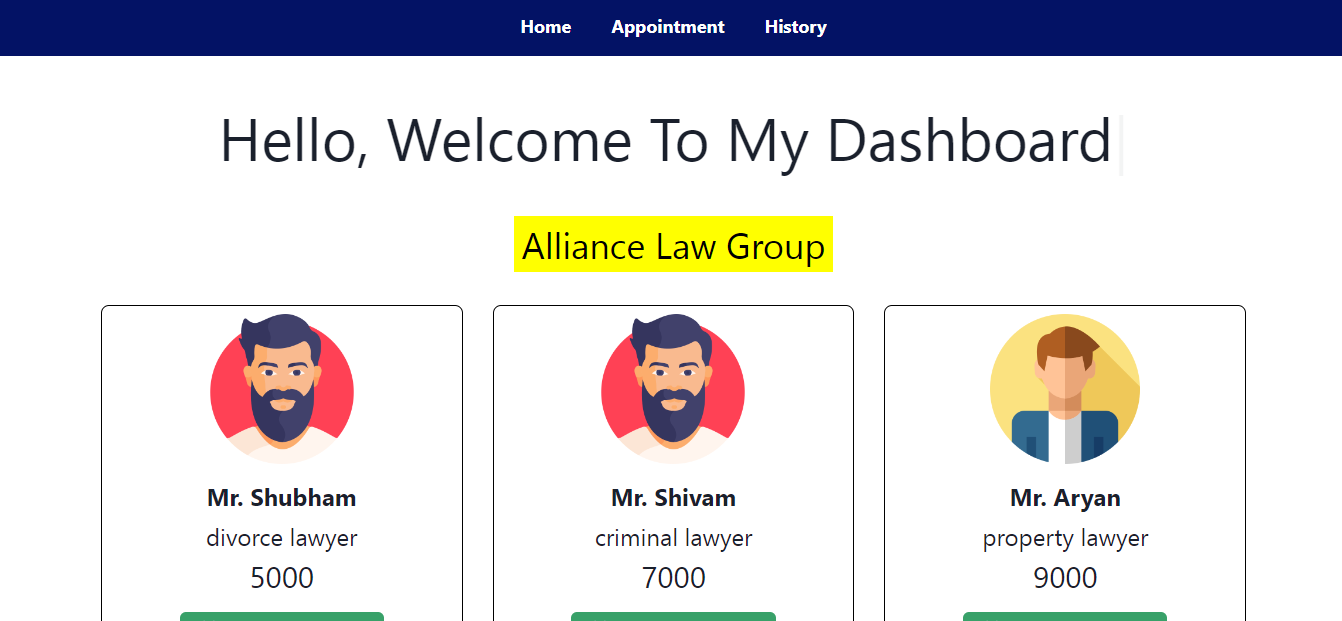 Home Appointment History
Hello, Welcome To My Dashboard
Alliance Law Group
Mr. Shubham
divorce lawyer
5000
Mr. Shivam
criminal lawyer
7000
Mr. Aryan
property lawyer
9000